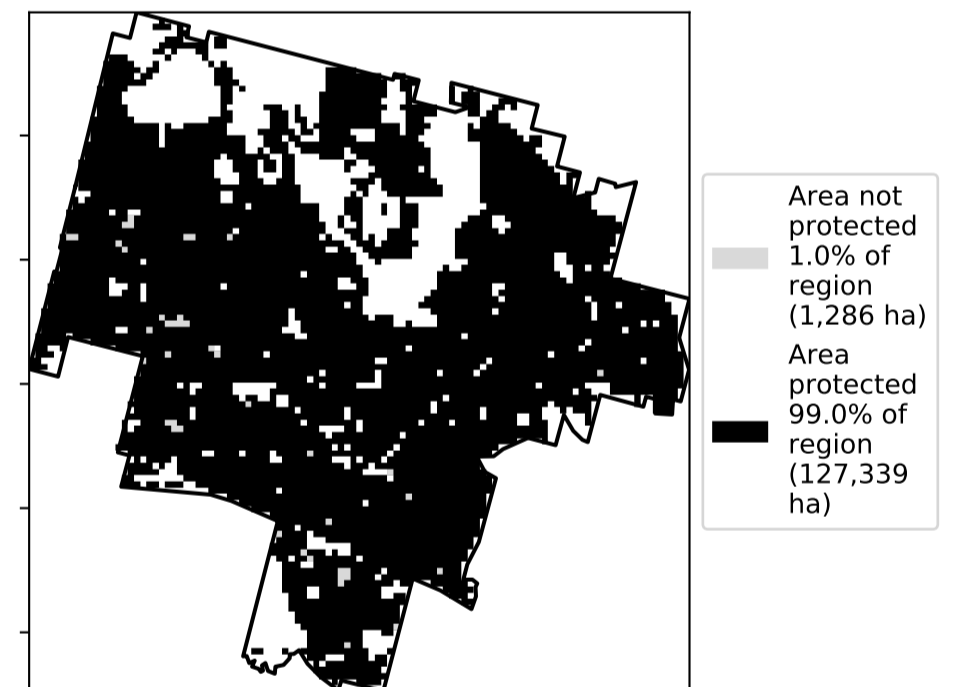 Area not
protected
1.0% of
region
(1,286 ha)
Area
protected
99.0% of
region
(127,339
ha)